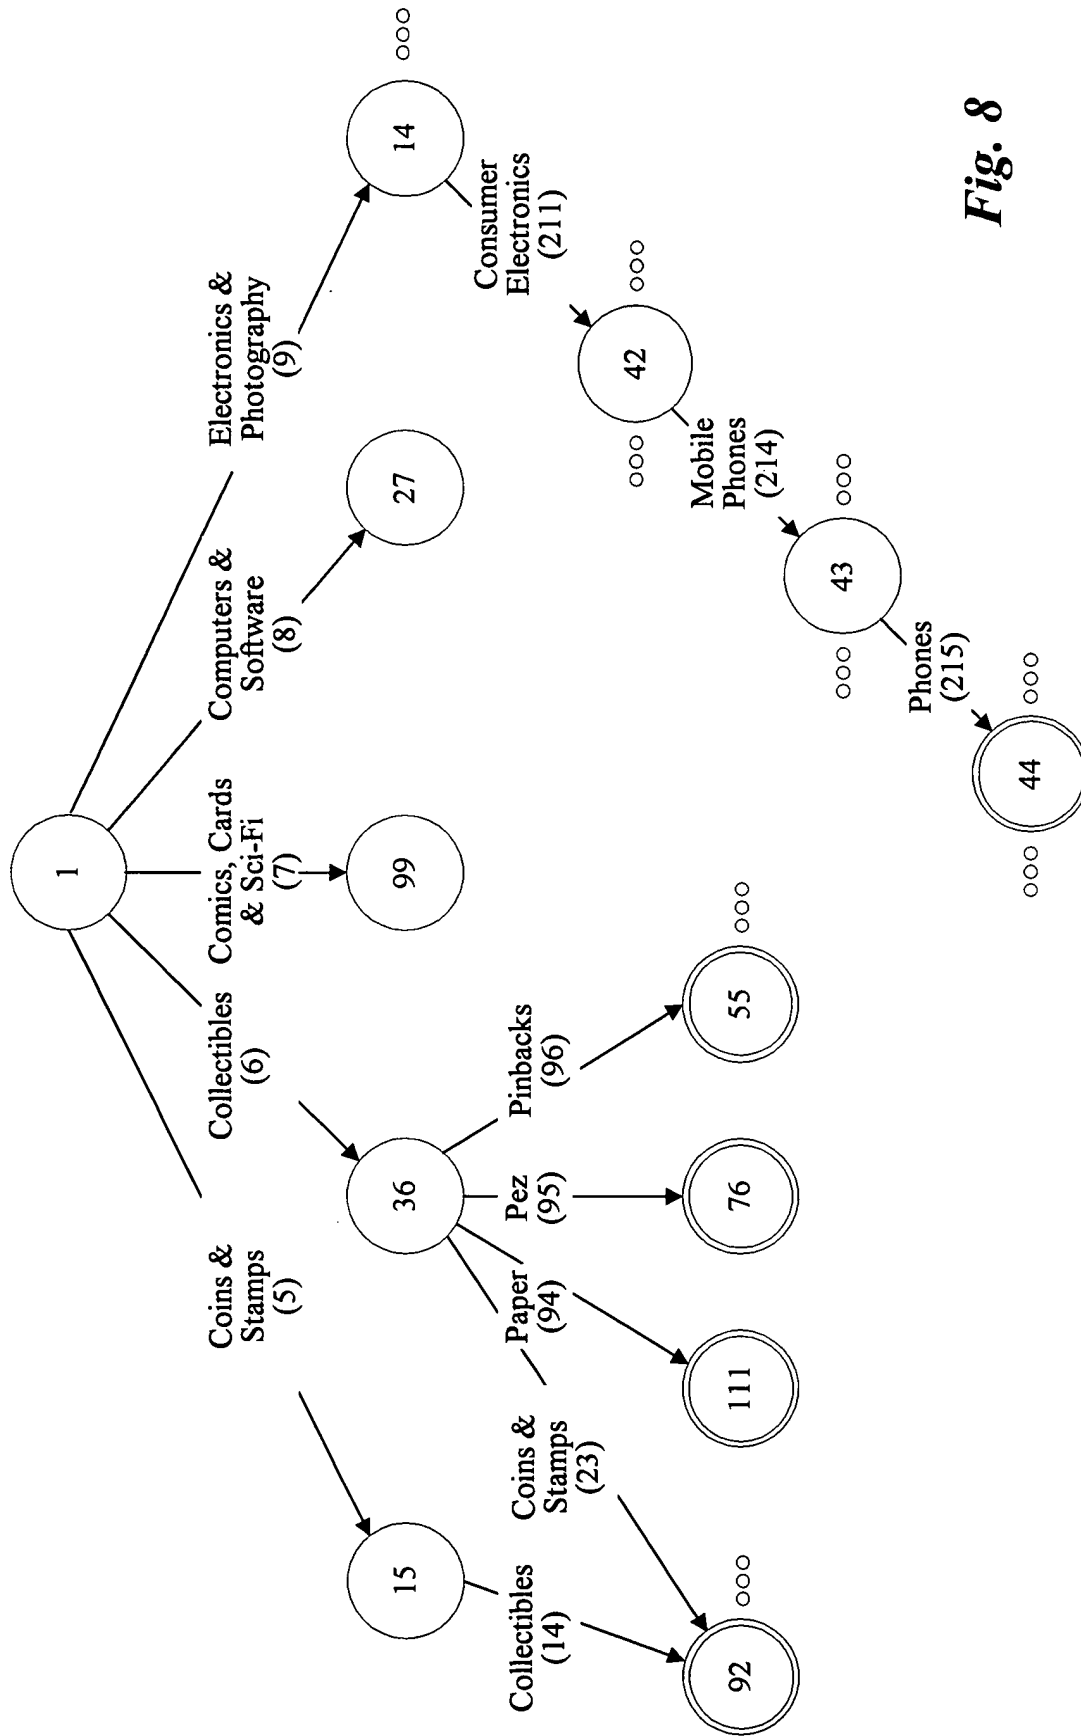 1
Coins &
Stamps
(5)
Collectibles
(6)
Comics, Cards
& Sci-Fi
(7)
Computers &
Software
(8)
Electronics &
Photography
(9)
15
36
99
27
14
Collectibles
(14)
Coins &
Stamps
(23)
Paper
(94)
Pez
(95)
Pinbacks
(96)
Consumer
Electronics
(211)
92
111
76
55
42
Mobile
Phones
(214)
43
Phones
(215)
44
Fig. 8